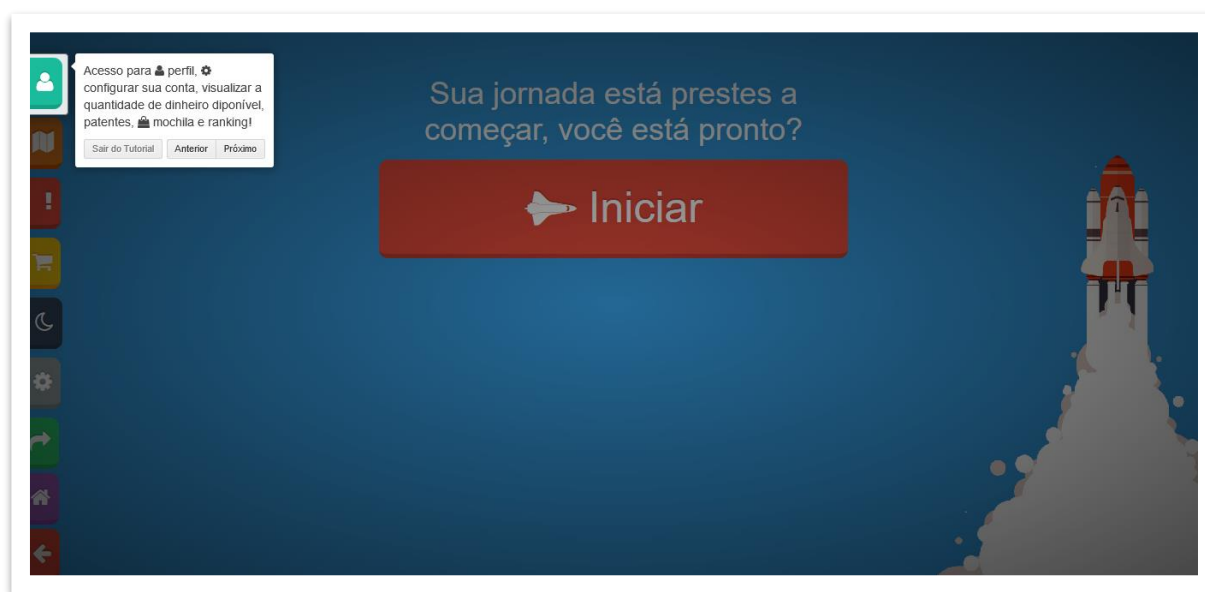 Acesso para perfil,
configurar sua conta, visualizar a
quantidade de dinheiro diponível,
patentes, mochila e ranking!
Sair do Tutorial Anterior Próximo
Sua jornada está prestes a
começar, você está pronto?
Iniciar